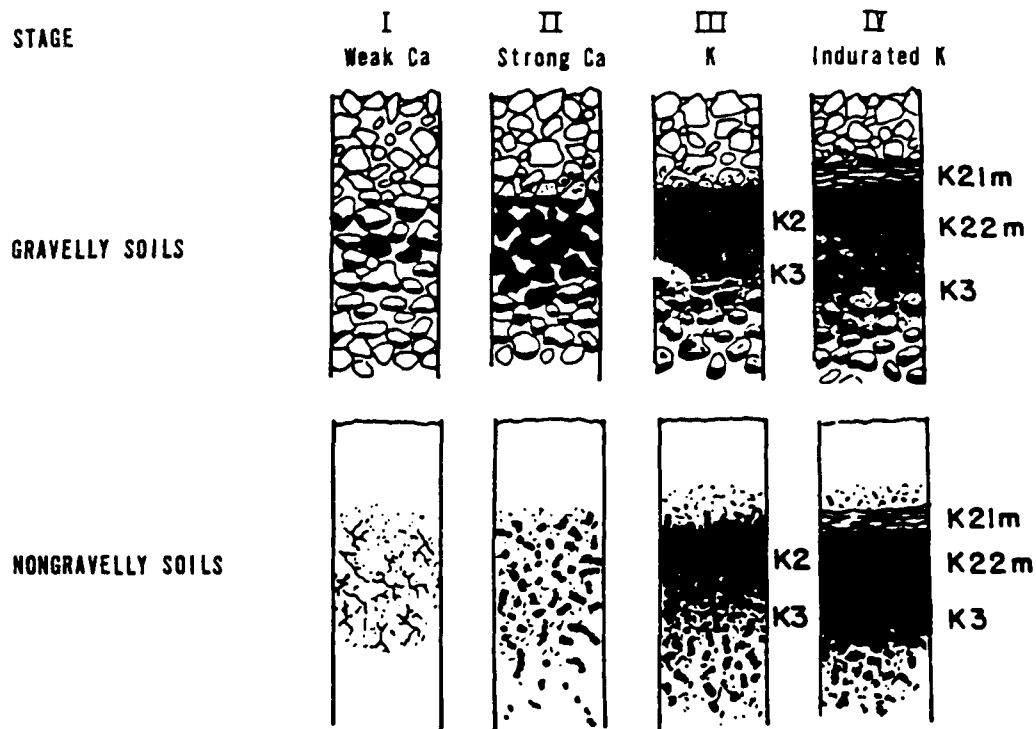 STAGE
I II III IV
Weak Ca Strong Ca K Indurated K
K21m
K2 K22m
GRAVELLY SOILS
K3 K3
K21m
K2 K22m
NONGRAVELLY SOILS
K3 K3